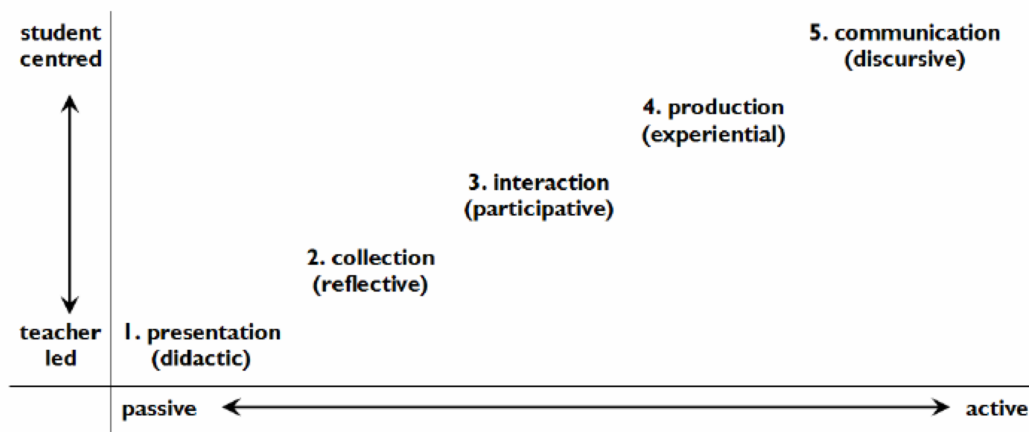 student
centred
5. communication
(discursive)
4. production
(experiential)
3. interaction
(participative)
2. collection
(reflective)
teacher
led
1. presentation
(didactic)
passive
active